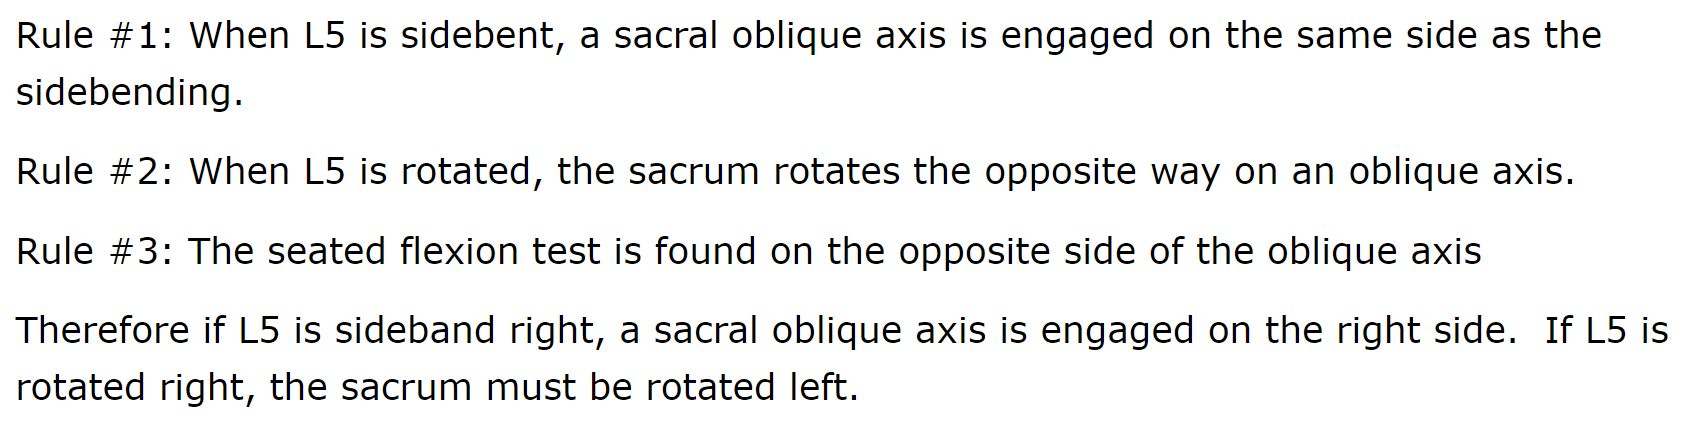 Rule #1: When L5 is sidebent, a sacral oblique axis is engaged on the same side as the
sidebending.
Rule #2: When L5 is rotated, the sacrum rotates the opposite way on an oblique axis.
Rule #3: The seated flexion test is found on the opposite side of the oblique axis
Therefore if L5 is sideband right, a sacral oblique axis is engaged on the right side.  If L5 is
rotated right, the sacrum must be rotated left.